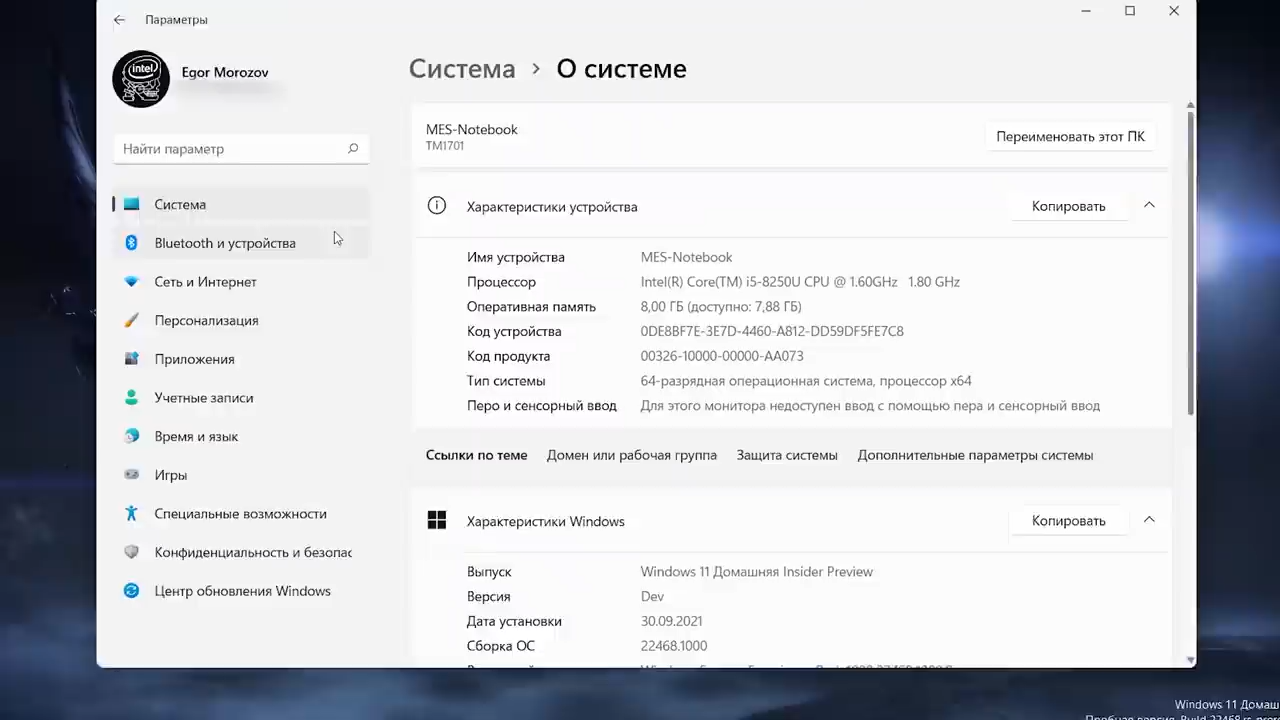 Параметры
intel
Egor Morozov
Найти параметр
Система
Bluetooth и устройства
Сеть и Интернет
Персонализация
Приложения
Учетные записи
Время и язык
Игры
Специальные возможности
Конфиденциальность и безопас
Центр обновления Windows
Система > О системе
MES-Notebook
TM1701
Переименовать этот ПК
Характеристики устройства
Копировать
Имя устройства MES-Notebook
Процессор Intel(R) Core(TM) i5-8250U CPU @ 1.60GHz 1.80 GHz
Оперативная память 8,00 ГБ (доступно: 7,88 ГБ)
Код устройства 0DE8BF7E-3E7D-4460-A812-DD59DF5FE7C8
Код продукта 00326-10000-00000-AA073
Тип системы 64-разрядная операционная система, процессор x64
Перо и сенсорный ввод Для этого монитора недоступен ввод с помощью пера и сенсорный ввод
Ссылки по теме Домен или рабочая группа Защита системы Дополнительные параметры системы
Характеристики Windows
Копировать
Выпуск Windows 11 Домашняя Insider Preview
Версия Dev
Дата установки 30.09.2021
Сборка ОС 22468.1000
Windows 11 Домаш